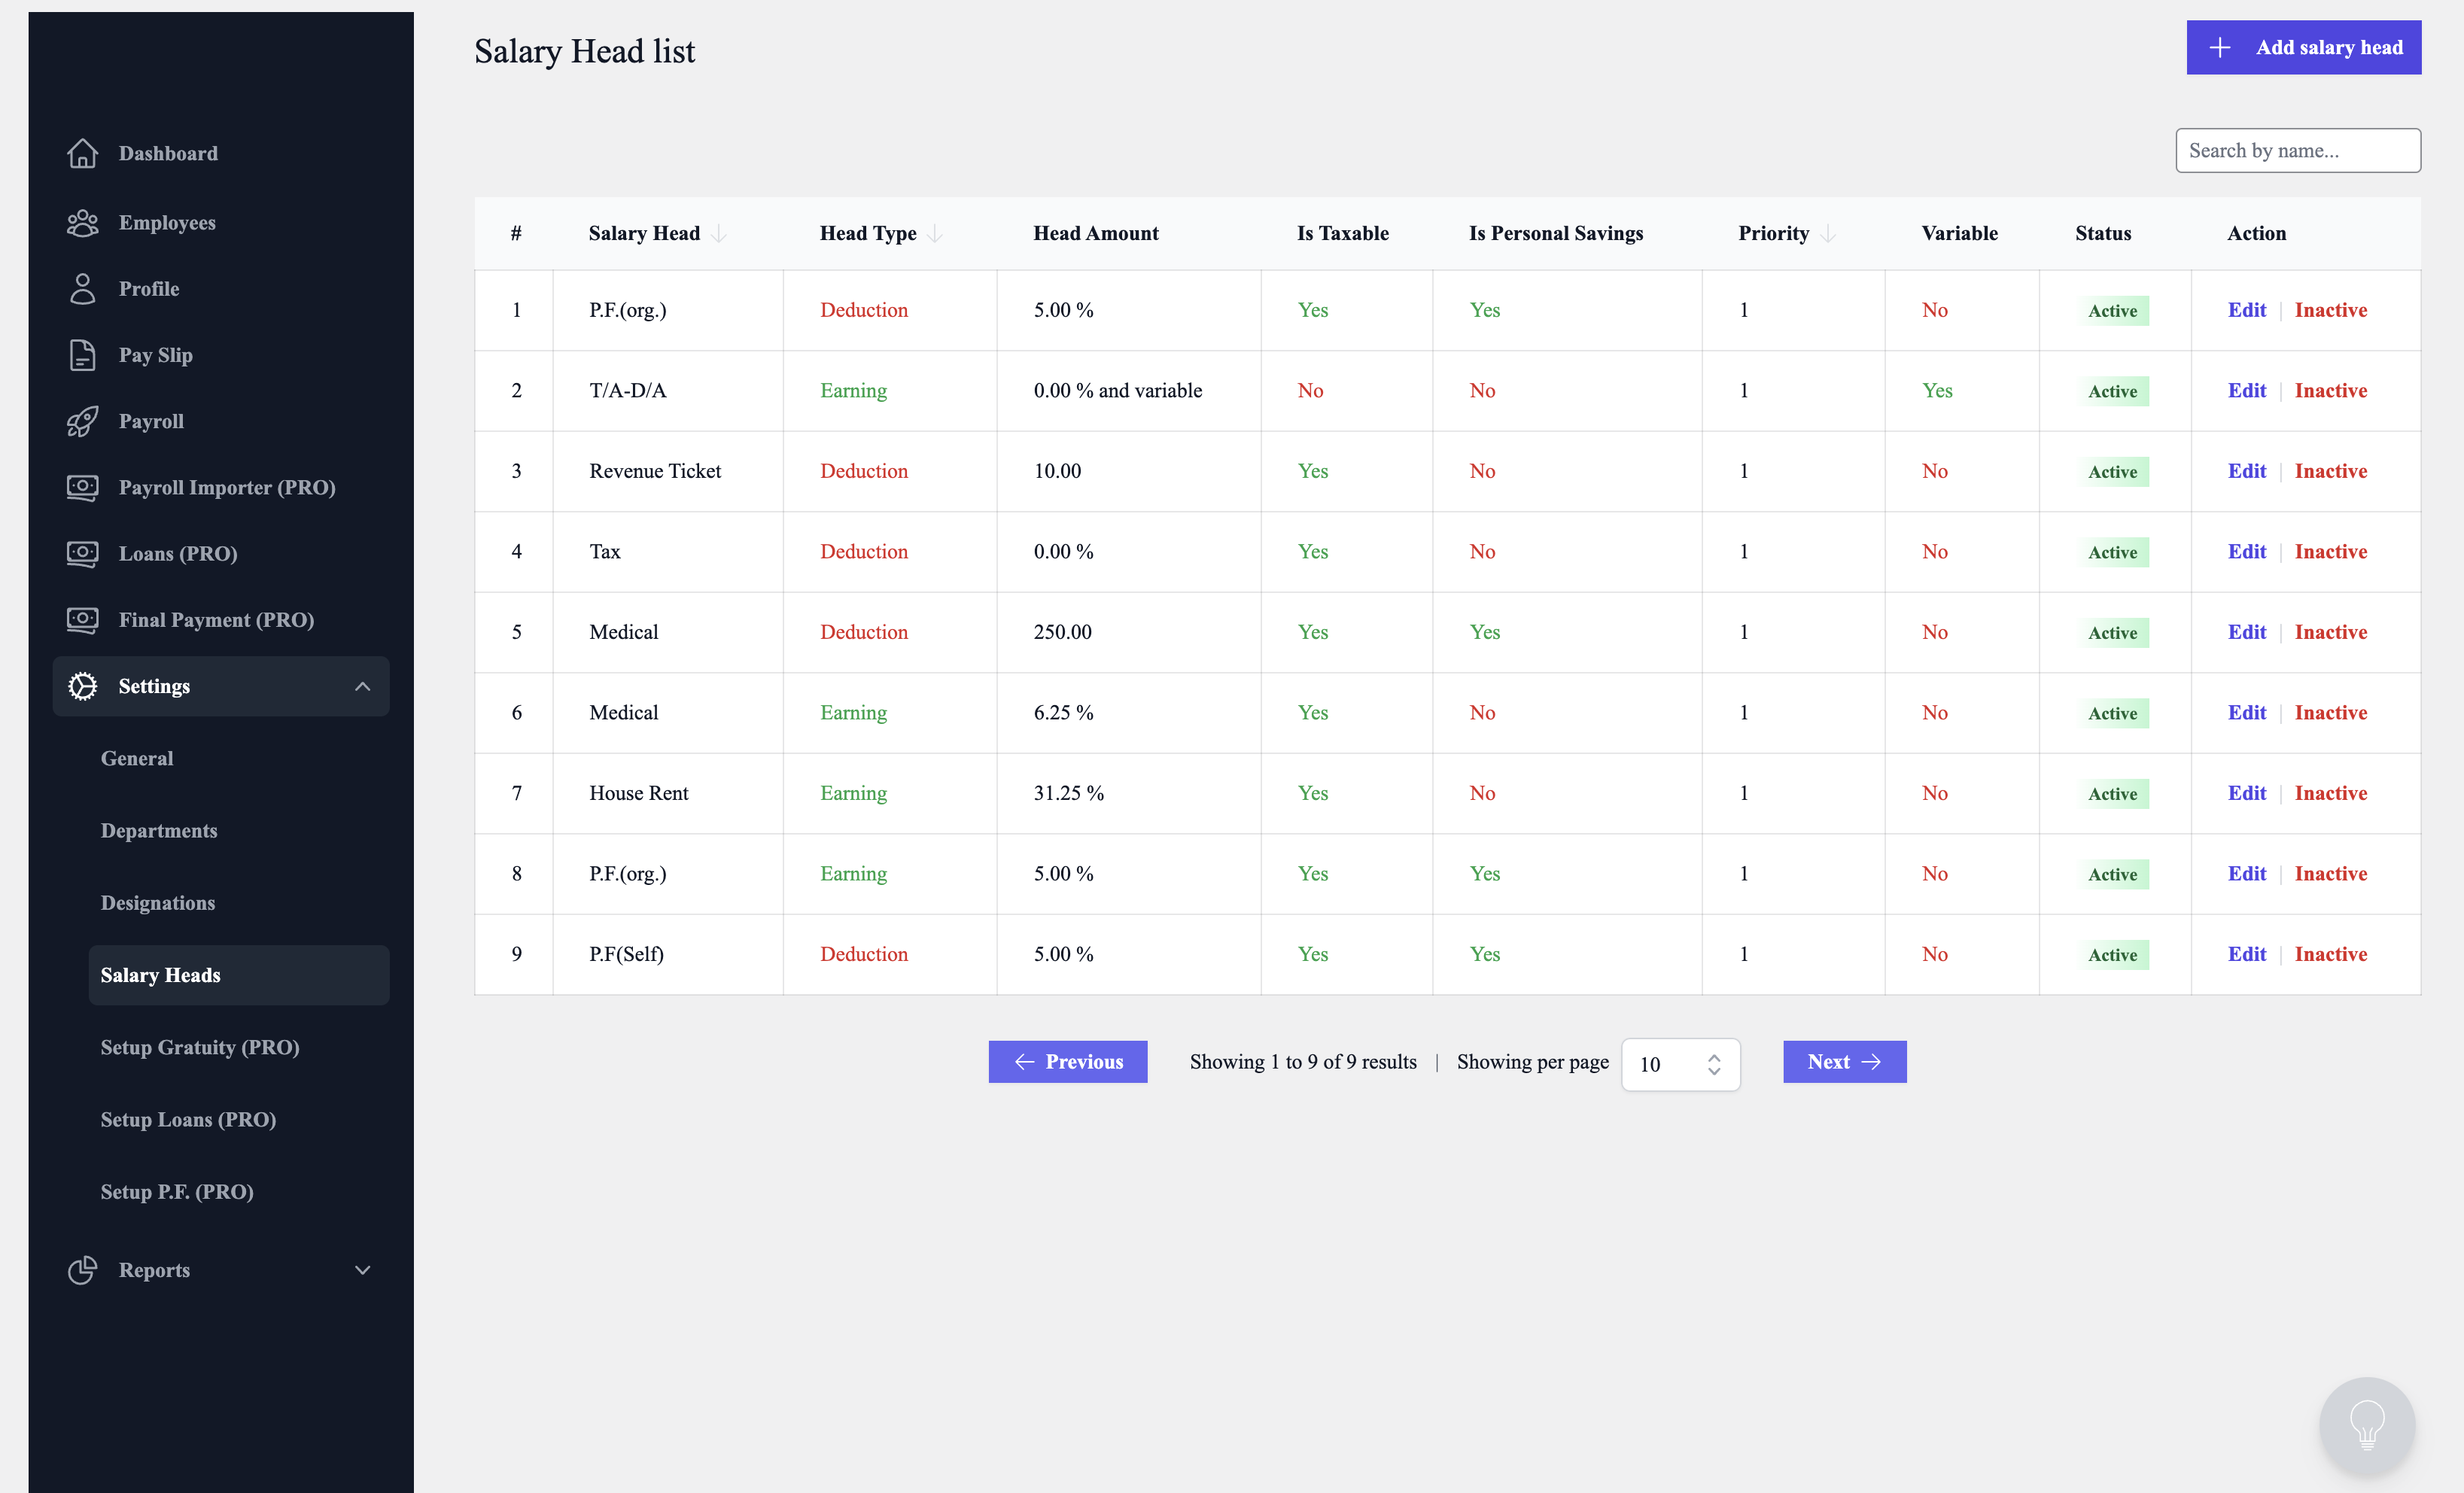 Dashboard
Employees
Profile
Pay Slip
Payroll
Payroll Importer (PRO)
Loans (PRO)
Final Payment (PRO)
Settings
General
Departments
Designations
Salary Heads
Setup Gratuity (PRO)
Setup Loans (PRO)
Setup P.F. (PRO)
Reports
Salary Head list
Add salary head
Search by name...
# Salary Head Head Type Head Amount Is Taxable Is Personal Savings Priority Variable Status Action
1 P.F.(org.) Deduction 5.00 % Yes Yes 1 No Active Edit | Inactive
2 T/A-D/A Earning 0.00 % and variable No No 1 Yes Active Edit | Inactive
3 Revenue Ticket Deduction 10.00 Yes No 1 No Active Edit | Inactive
4 Tax Deduction 0.00 % Yes No 1 No Active Edit | Inactive
5 Medical Deduction 250.00 Yes Yes 1 No Active Edit | Inactive
6 Medical Earning 6.25 % Yes No 1 No Active Edit | Inactive
7 House Rent Earning 31.25 % Yes No 1 No Active Edit | Inactive
8 P.F.(org.) Earning 5.00 % Yes Yes 1 No Active Edit | Inactive
9 P.F(Self) Deduction 5.00 % Yes Yes 1 No Active Edit | Inactive
Previous Showing 1 to 9 of 9 results | Showing per page 10 Next